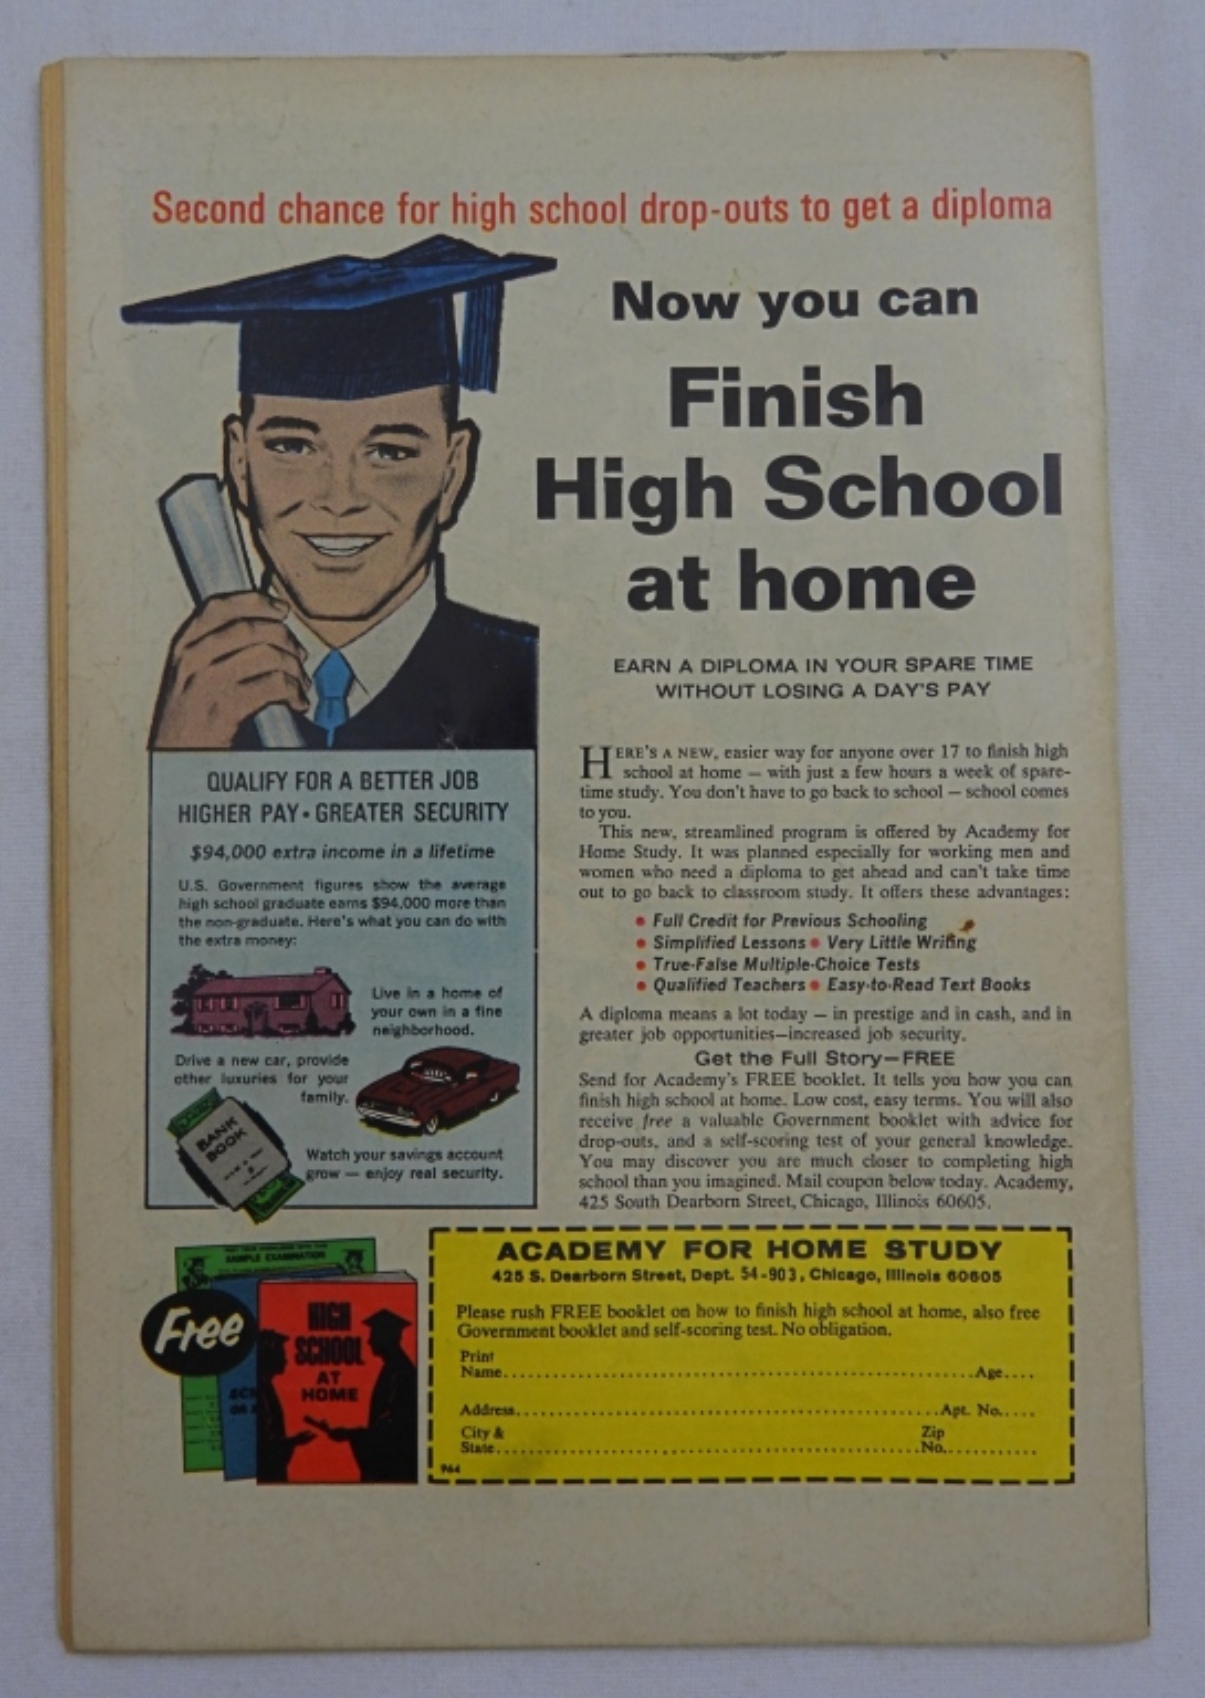 Second chance for high school drop-outs to get a diploma
Now you can
Finish
High School
at home
EARN A DIPLOMA IN YOUR SPARE TIME
WITHOUT LOSING A DAY'S PAY
QUALIFY FOR A BETTER JOB
HIGHER PAY • GREATER SECURITY
$94,000 extra income in a lifetime
U.S. Government figures show the average
high school graduate earns $94,000 more than
the non-graduate. Here's what you can do with
the extra money:
Live in a home of
your own in a fine
neighborhood.
Drive a new car, provide
other luxuries for your
family.
BANK
BOOK
Watch your savings account
grow — enjoy real security.
HERE'S A NEW, easier way for anyone over 17 to finish high
school at home — with just a few hours a week of spare-
time study. You don't have to go back to school — school comes
to you.
This new, streamlined program is offered by Academy for
Home Study. It was planned especially for working men and
women who need a diploma to get ahead and can't take time
out to go back to classroom study. It offers these advantages:
• Full Credit for Previous Schooling
• Simplified Lessons • Very Little Writing
• True-False Multiple-Choice Tests
• Qualified Teachers • Easy-to-Read Text Books
A diploma means a lot today — in prestige and in cash, and in
greater job opportunities—increased job security.
Get the Full Story—FREE
Send for Academy's FREE booklet. It tells you how you can
finish high school at home. Low cost, easy terms. You will also
receive free a valuable Government booklet with advice for
drop-outs, and a self-scoring test of your general knowledge.
You may discover you are much closer to completing high
school than you imagined. Mail coupon below today. Academy,
425 South Dearborn Street, Chicago, Illinois 60605.
SAMPLE EXAMINATION
Free
HIGH
SCHOOL
AT
HOME
ACADEMY FOR HOME STUDY
425 S. Dearborn Street, Dept. 54-903, Chicago, Illinois 60605
Please rush FREE booklet on how to finish high school at home, also free
Government booklet and self-scoring test. No obligation.
Print
Name Age
Address Apt. No.
City & Zip
State No.
964